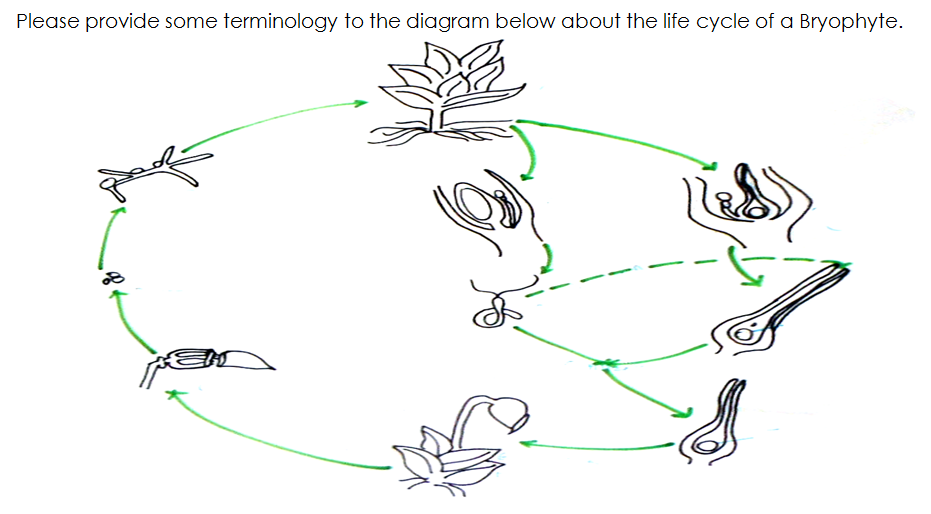 Please provide some terminology to the diagram below about the life cycle of a Bryophyte.